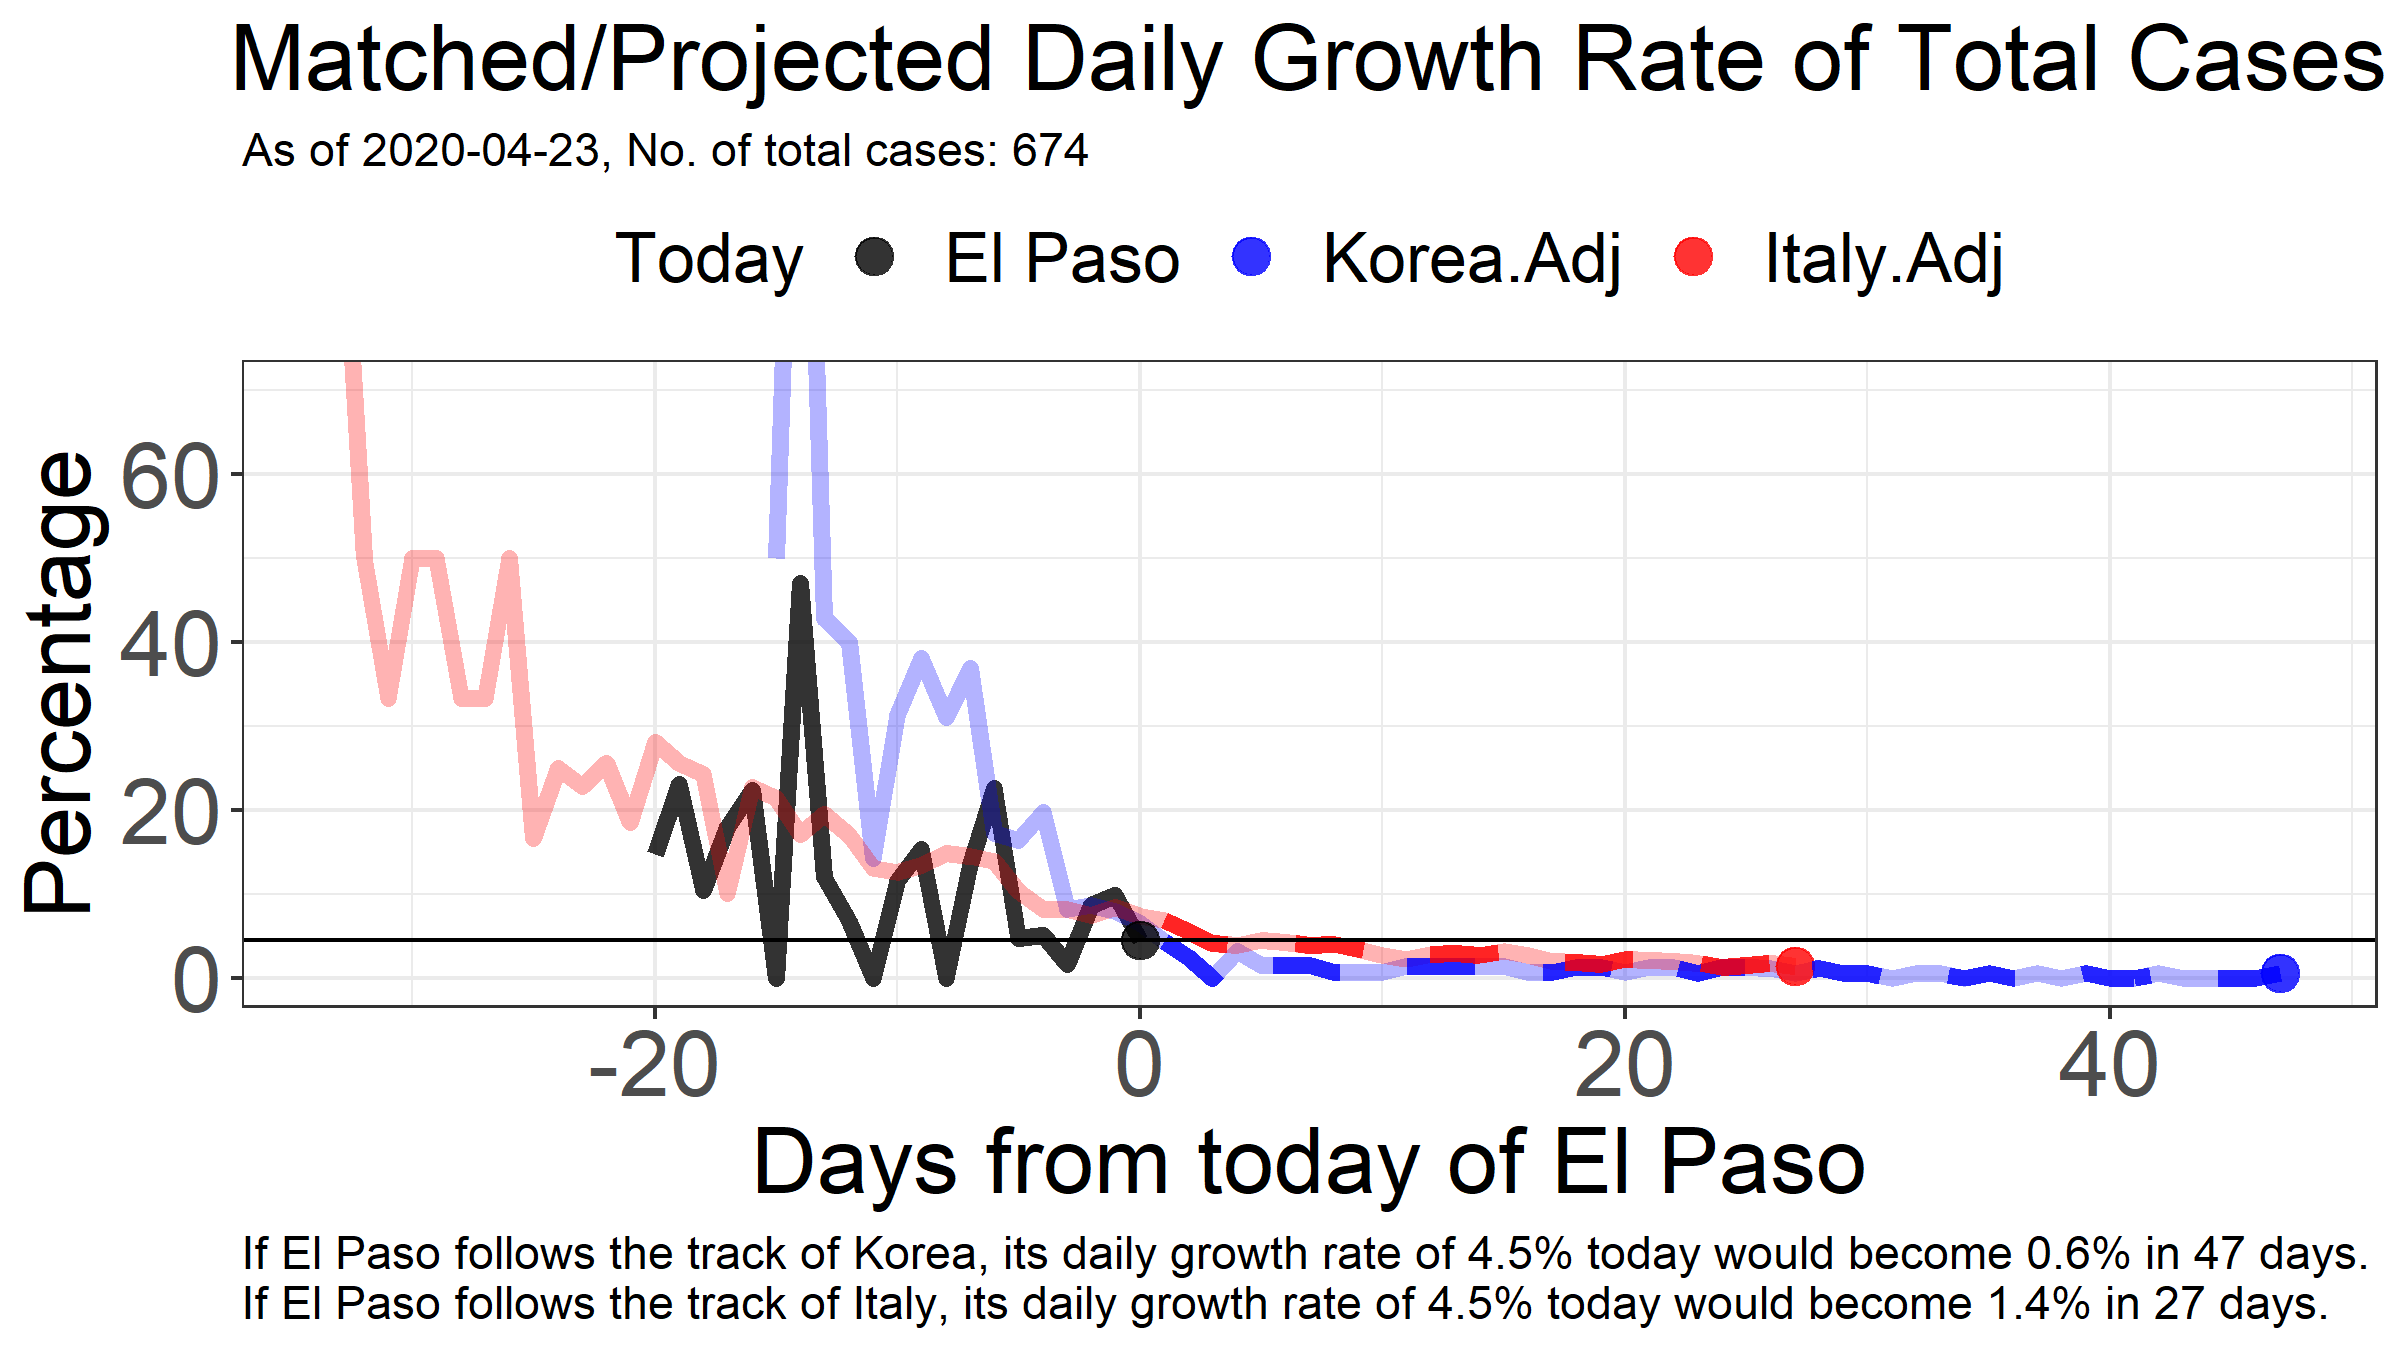 Matched/Projected Daily Growth Rate of Total Cases
As of 2020-04-23, No. of total cases: 674
Today El Paso Korea.Adj Italy.Adj
Percentage
60
40
20
0
-20 0 20 40
Days from today of El Paso
If El Paso follows the track of Korea, its daily growth rate of 4.5% today would become 0.6% in 47 days.
If El Paso follows the track of Italy, its daily growth rate of 4.5% today would become 1.4% in 27 days.